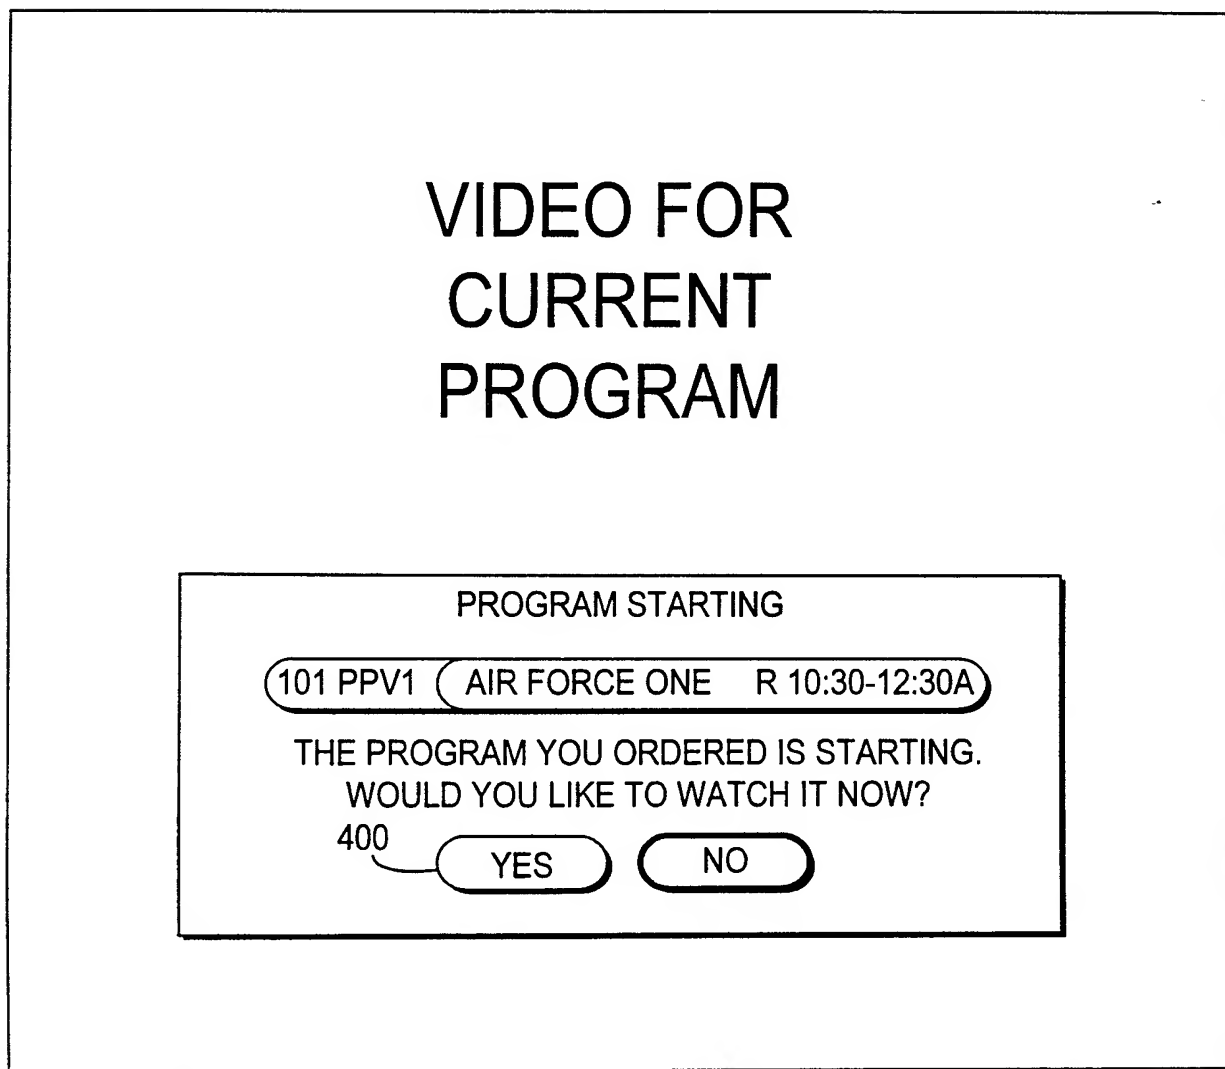 VIDEO FOR
CURRENT
PROGRAM
PROGRAM STARTING
101 PPV1 AIR FORCE ONE R 10:30-12:30A
THE PROGRAM YOU ORDERED IS STARTING.
WOULD YOU LIKE TO WATCH IT NOW?
400
YES NO